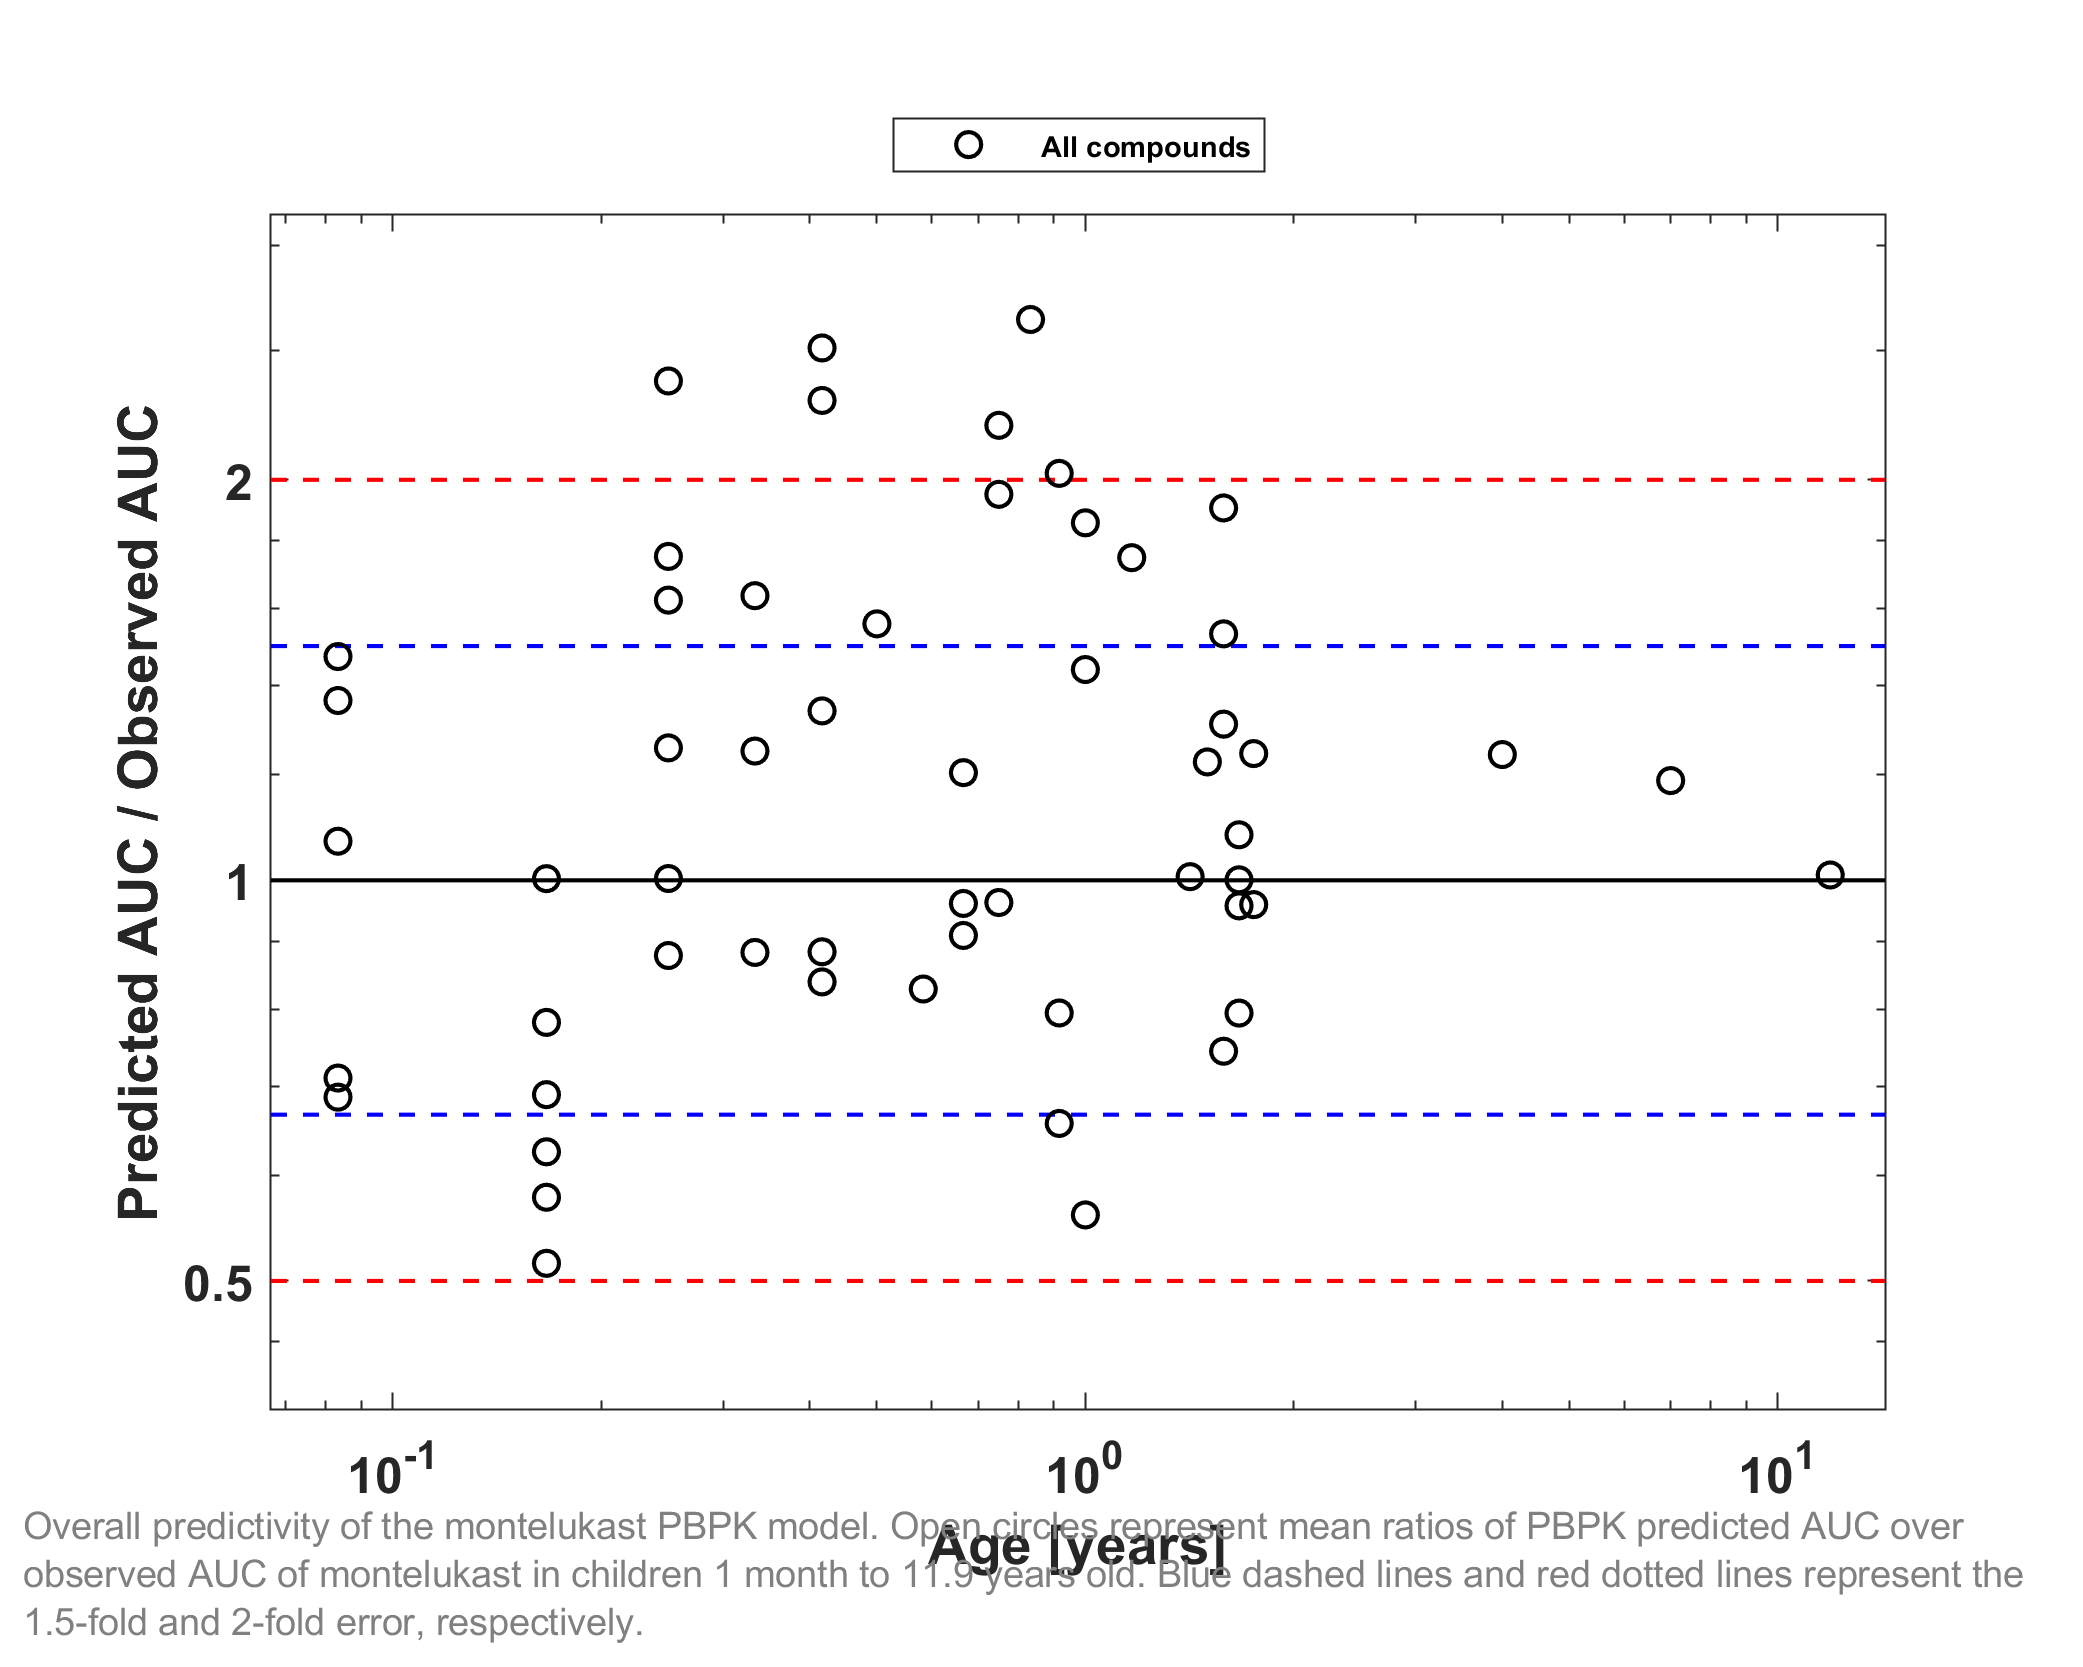 All compounds
Predicted AUC / Observed AUC
2
1
0.5
10-1
100
101
Age [years]
Overall predictivity of the montelukast PBPK model. Open circles represent mean ratios of PBPK predicted AUC over
observed AUC of montelukast in children 1 month to 11.9 years old. Blue dashed lines and red dotted lines represent the
1.5-fold and 2-fold error, respectively.